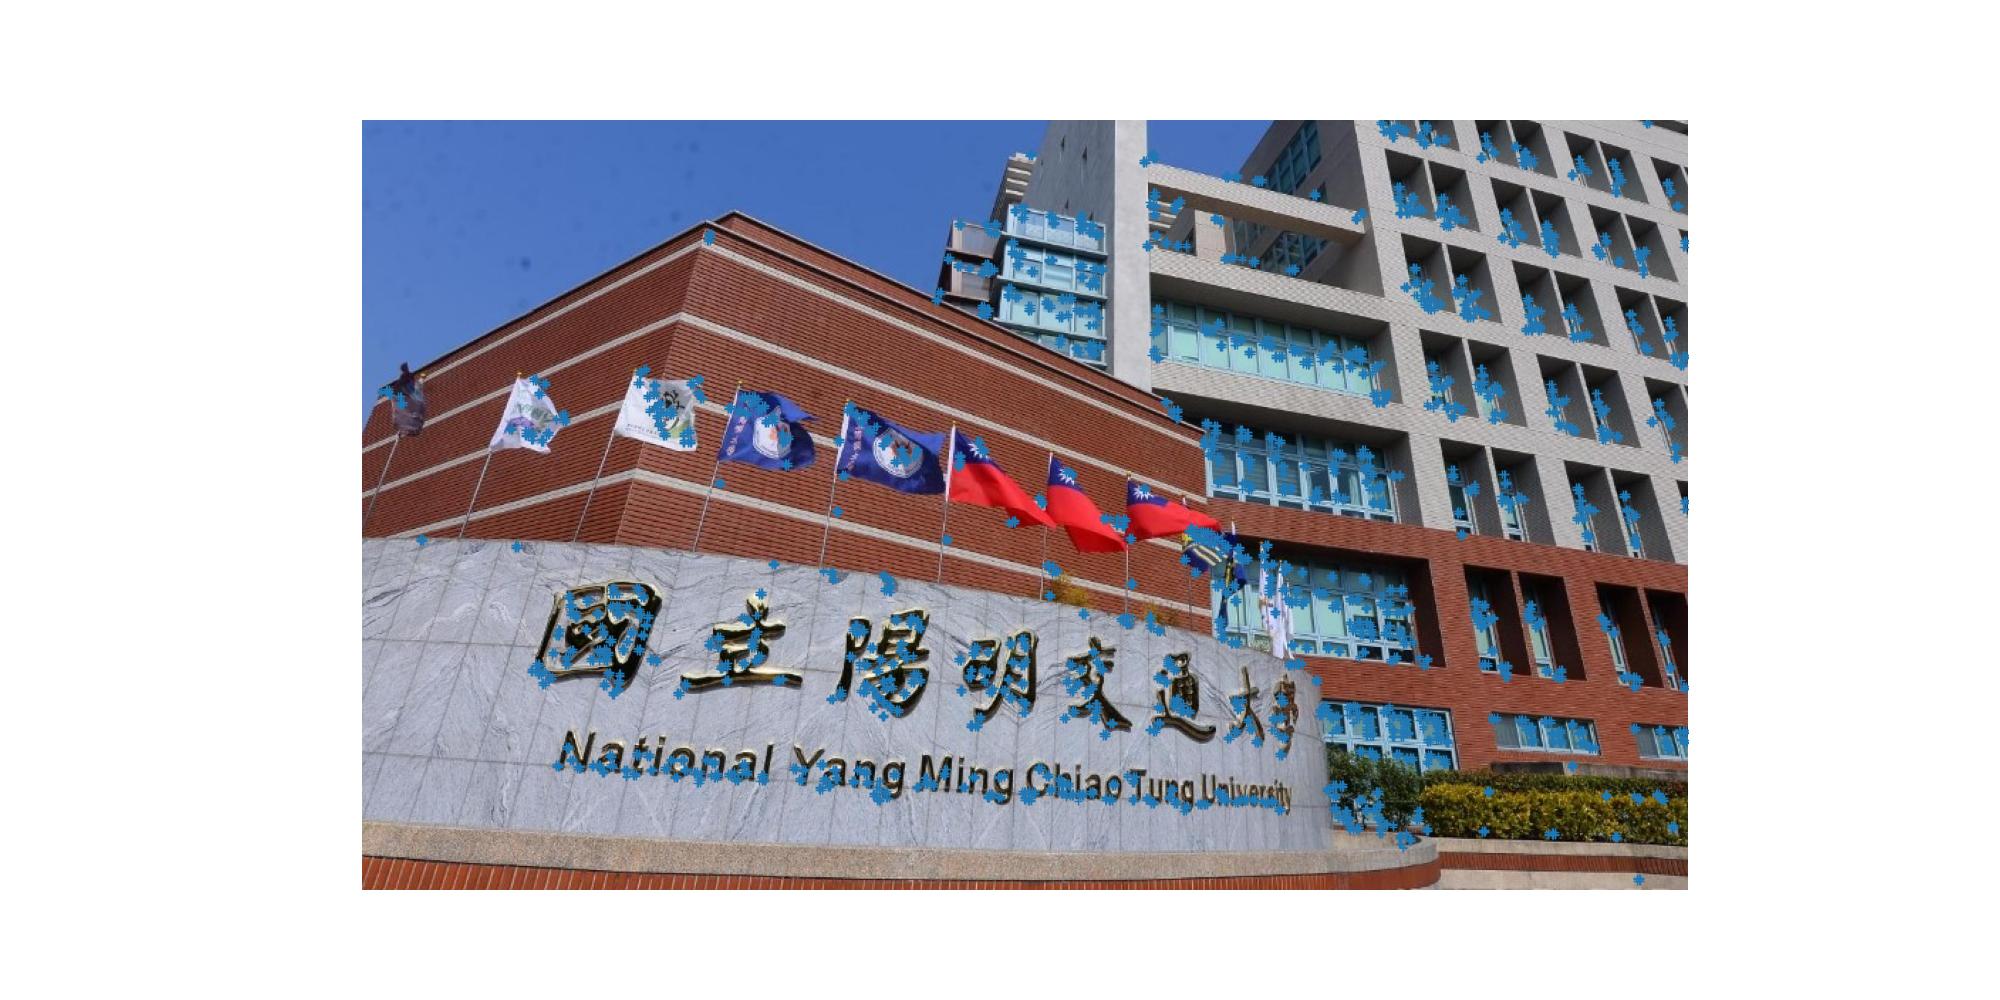 國立陽明交通大學
National Yang Ming Chiao Tung University